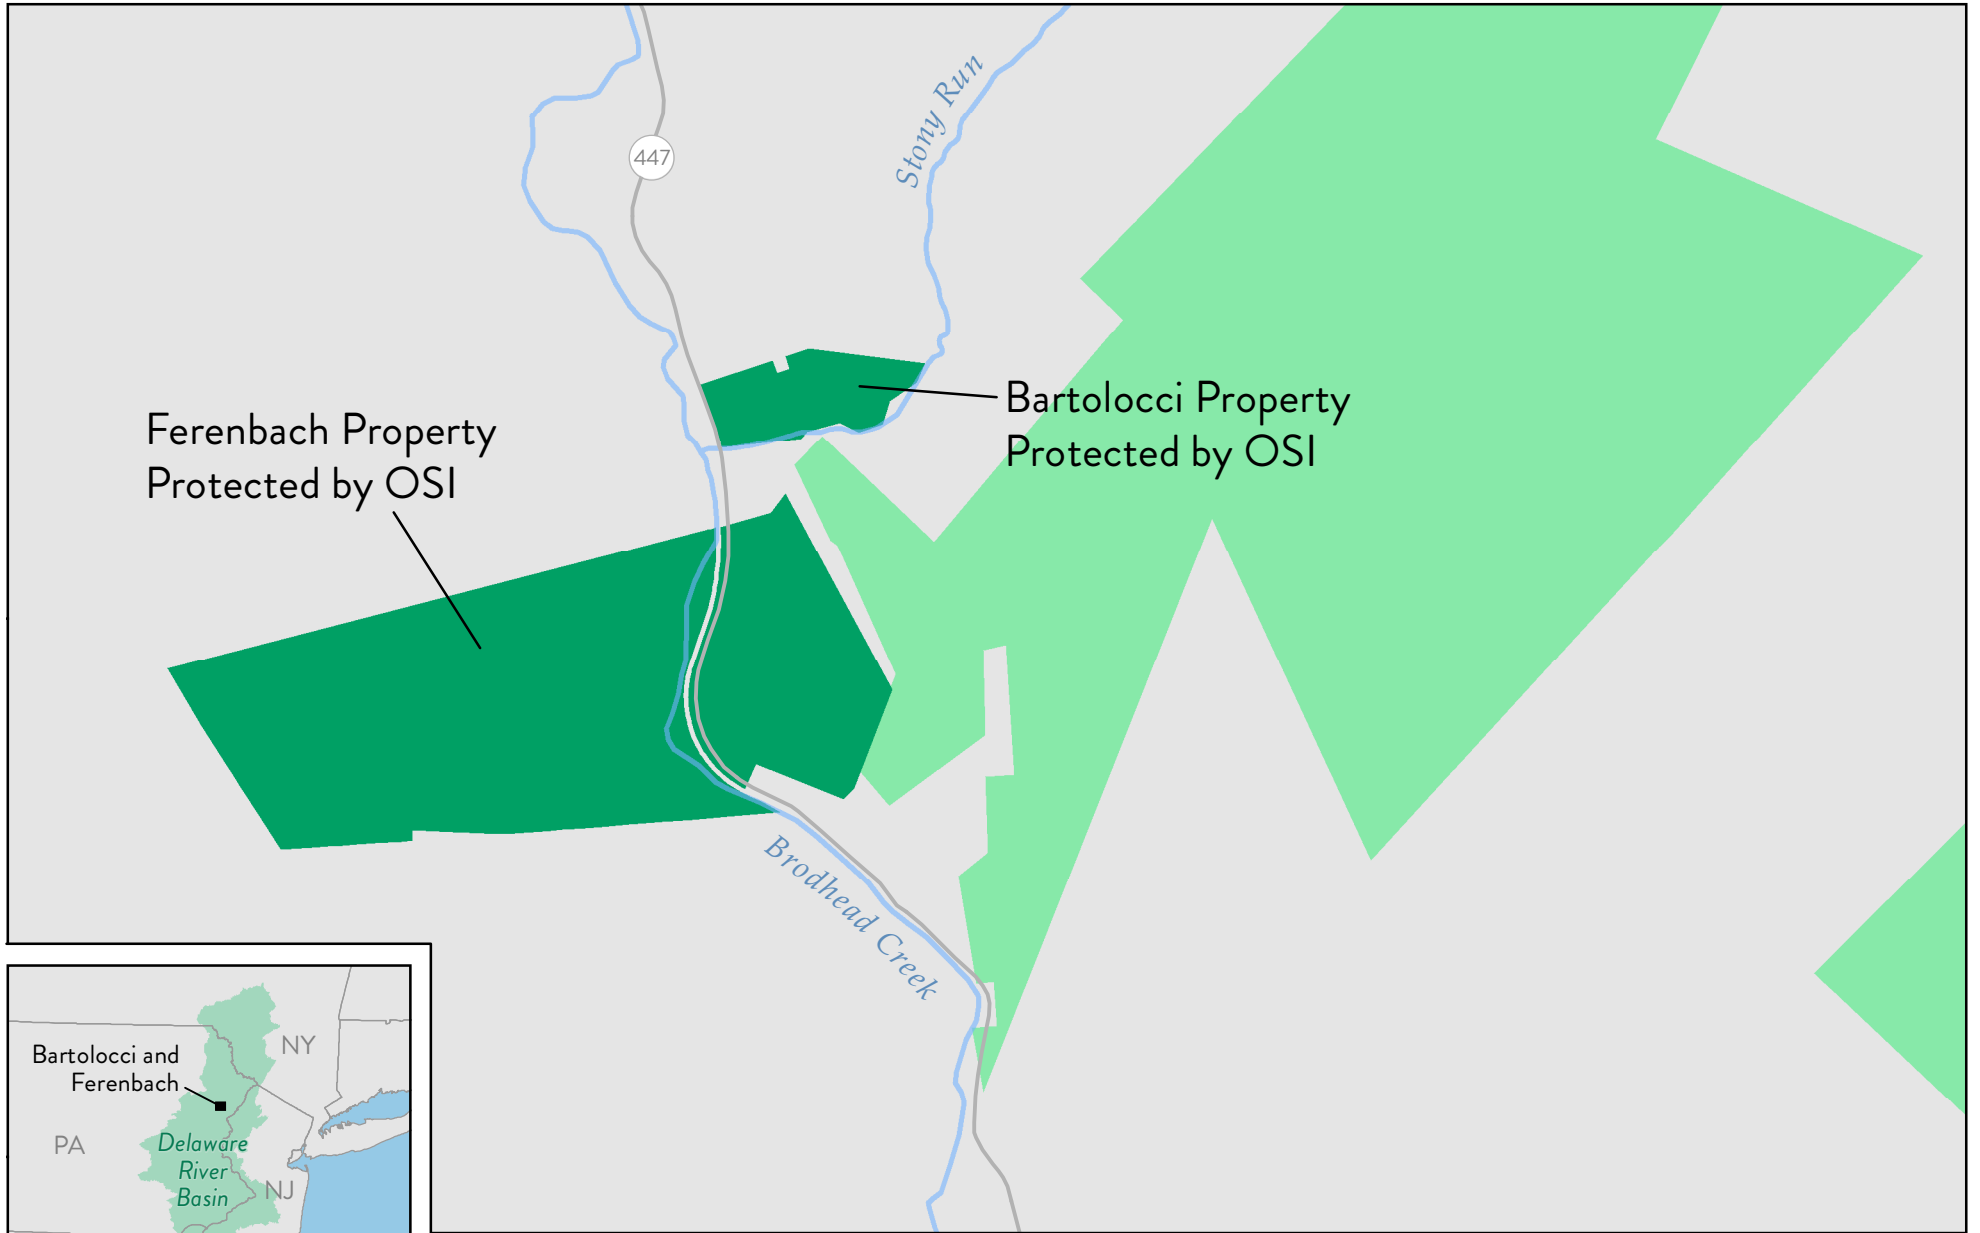 Stony Run
447
Bartolocci Property
Protected by OSI
Ferenbach Property
Protected by OSI
Brodhead Creek
NY
Bartolocci and
Ferenbach
PA
Delaware
River
Basin
NJ